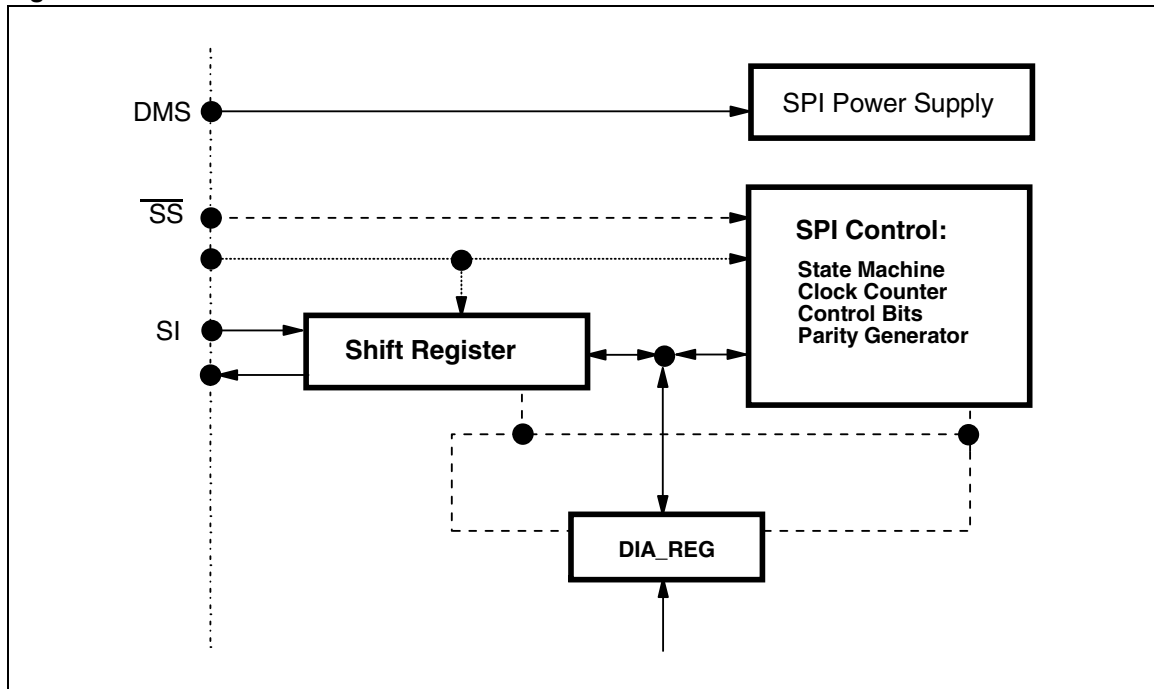 DMS
SPI Power Supply
SS
SPI Control:
State Machine
Clock Counter
Control Bits
Parity Generator
SI
Shift Register
DIA_REG